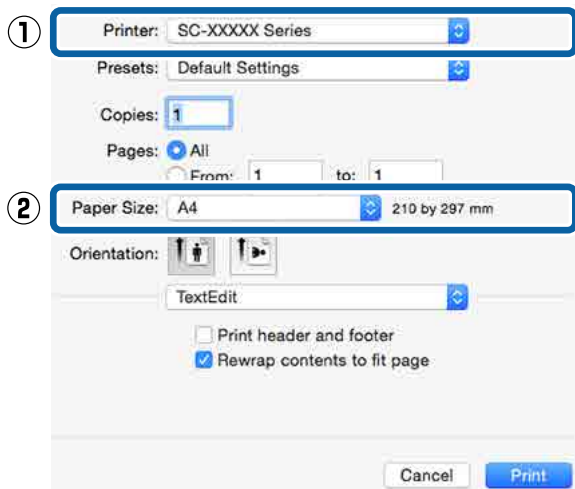 ① Printer: SC-XXXXX Series
Presets: Default Settings
Copies: 1
Pages: All
From: 1 to: 1
② Paper Size: A4 210 by 297 mm
Orientation:
TextEdit
Print header and footer
Rewrap contents to fit page
Cancel Print